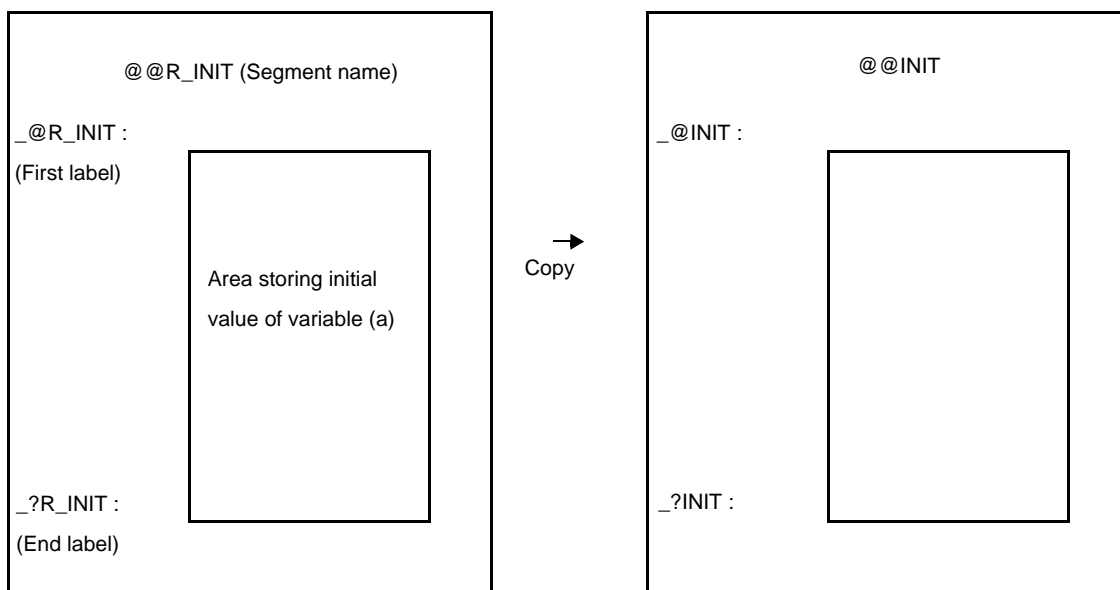 @@R_INIT (Segment name)
_@R_INIT :
(First label)
Area storing initial
value of variable (a)
_?R_INIT :
(End label)
Copy
@@INIT
_@INIT :
_?INIT :